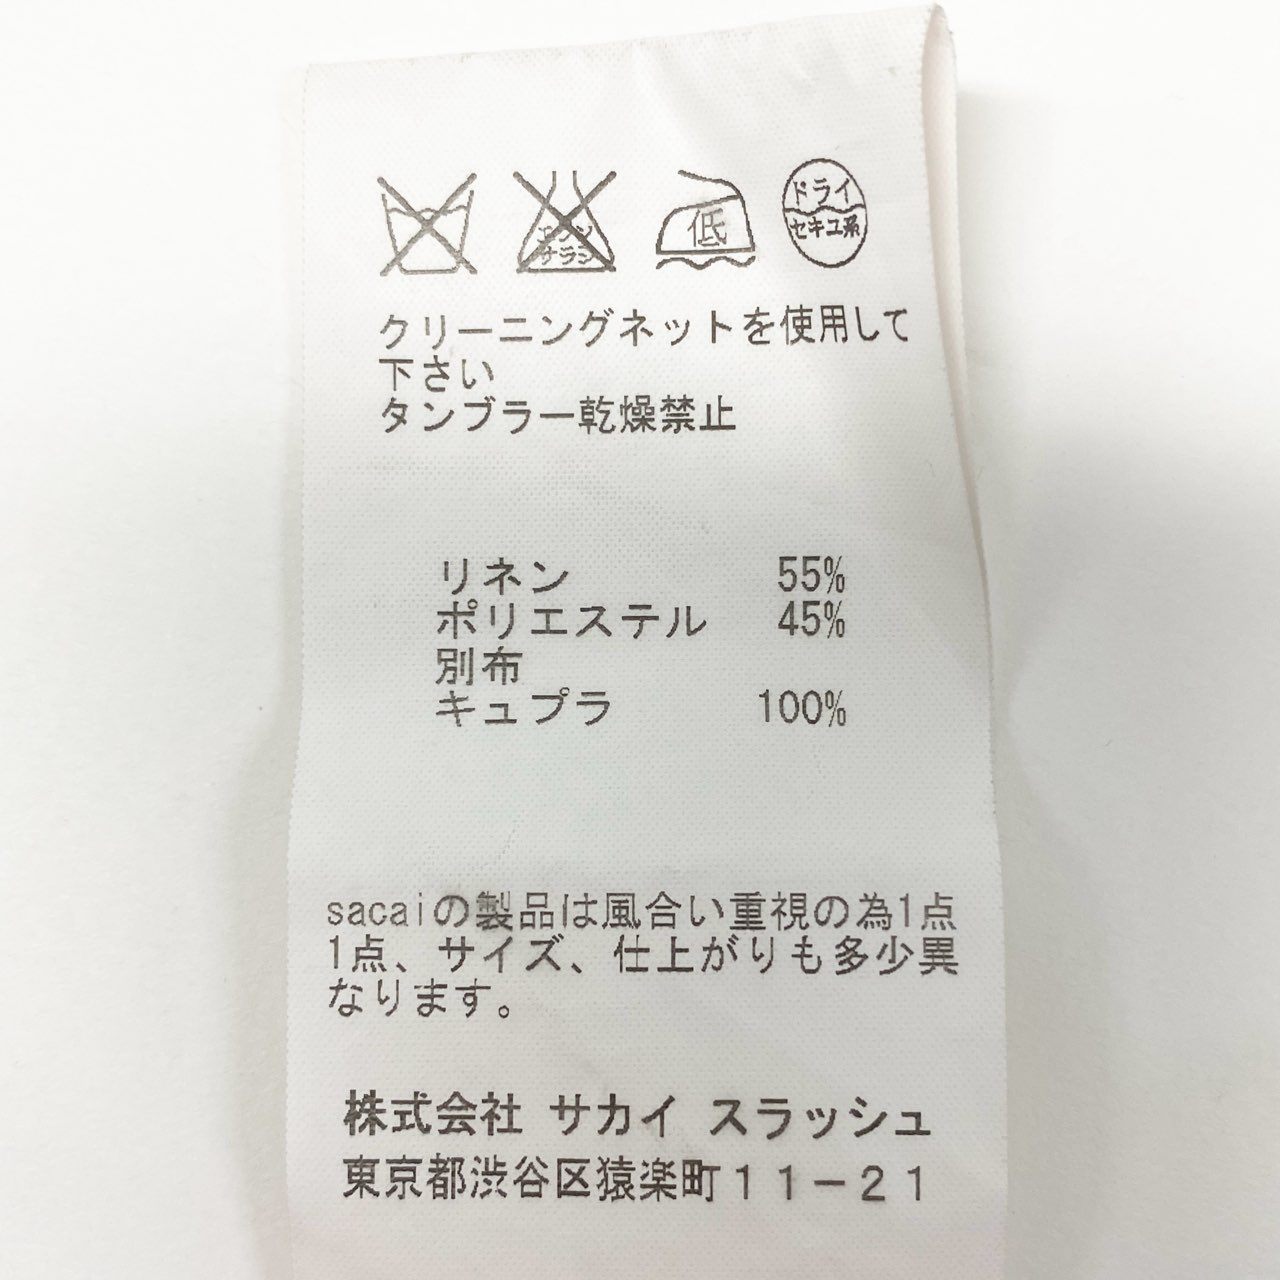 エンソ
サラシ
低
ドライ
セキユ系
クリーニングネットを使用して
下さい
タンブラー乾燥禁止
リネン 55%
ポリエステル 45%
別布
キュプラ 100%
sacaiの製品は風合い重視の為1点
1点、サイズ、仕上がりも多少異
なります。
株式会社 サカイ スラッシュ
東京都渋谷区猿楽町11-21